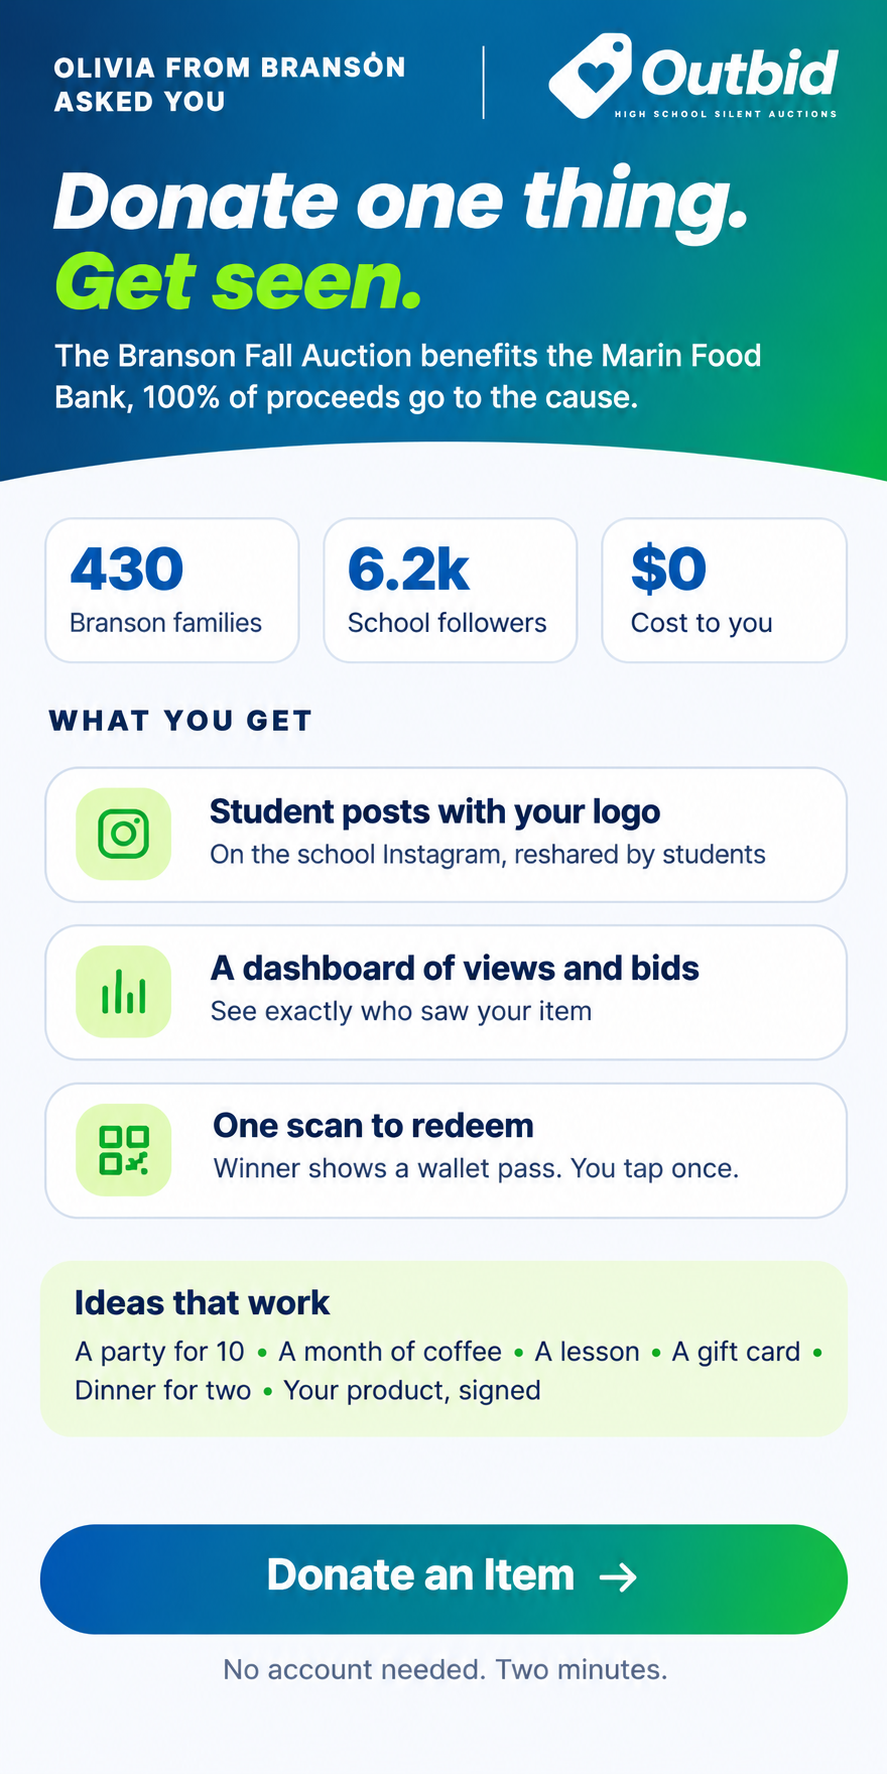 OLIVIA FROM BRANSȮN
ASKED YOU
Outbid
HIGH SCHOOL SILENT AUCTIONS
Donate one thing.
Get seen.
The Branson Fall Auction benefits the Marin Food
Bank, 100% of proceeds go to the cause.
430
Branson families
6.2k
School followers
$0
Cost to you
WHAT YOU GET
Student posts with your logo
On the school Instagram, reshared by students
A dashboard of views and bids
See exactly who saw your item
One scan to redeem
Winner shows a wallet pass. You tap once.
Ideas that work
A party for 10 • A month of coffee • A lesson • A gift card •
Dinner for two • Your product, signed
Donate an Item →
No account needed. Two minutes.